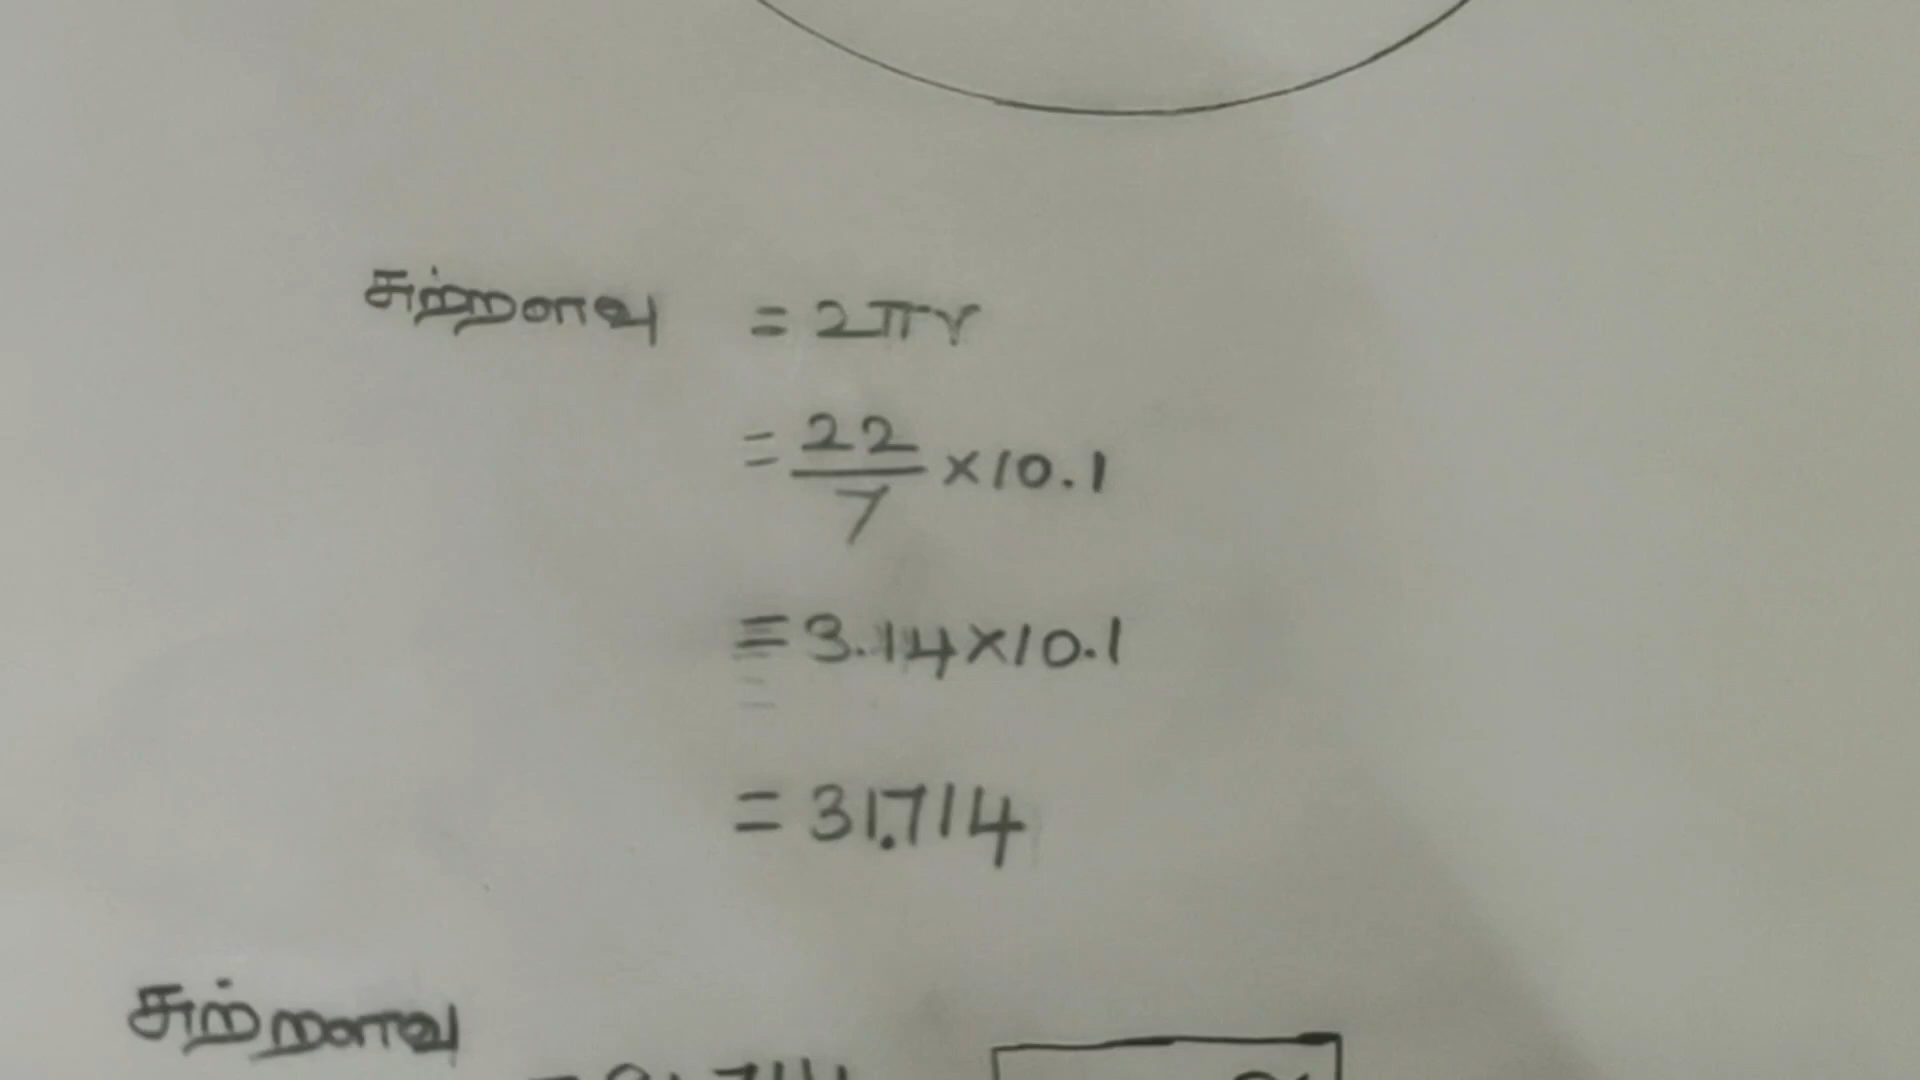 சுற்றளவு = 2πr
= 22/7 × 10.1
= 3.14 × 10.1
= 31.714
சுற்றளவு